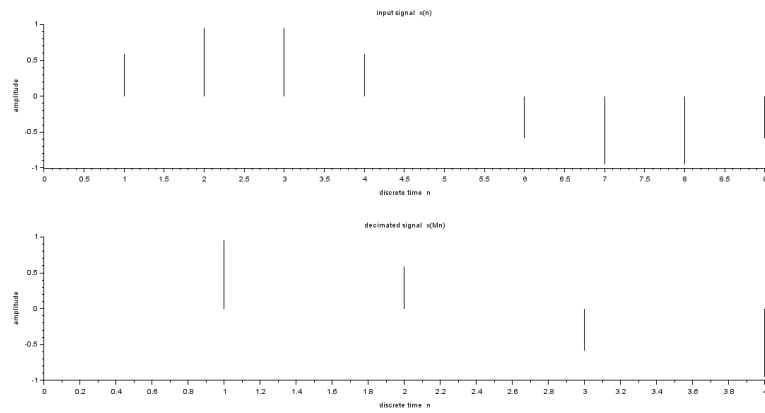 input signal x(n)
1
0.5
0
-0.5
-1
amplitude
0 0.5 1 1.5 2 2.5 3 3.5 4 4.5 5 5.5 6 6.5 7 7.5 8 8.5 9
discrete time n
decimated signal x(Mn)
1
0.5
0
-0.5
-1
amplitude
0 0.2 0.4 0.6 0.8 1 1.2 1.4 1.6 1.8 2 2.2 2.4 2.6 2.8 3 3.2 3.4 3.6 3.8 4
discrete time n